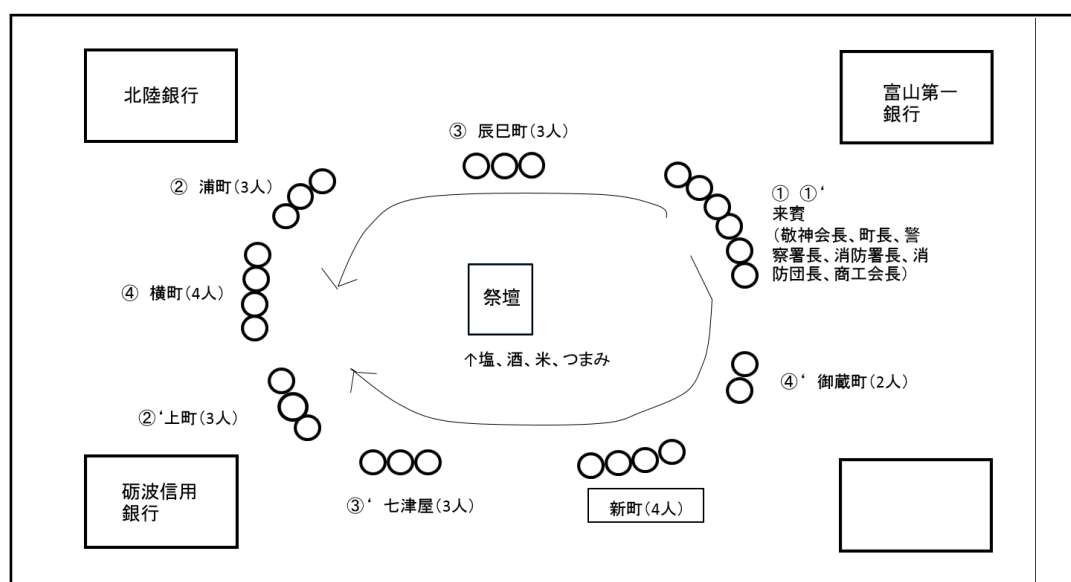 北陸銀行
富山第一
銀行
③ 辰巳町(3人)
② 浦町(3人)
① ①‘
来賓
(敬神会長、町長、警
察署長、消防署長、消
防団長、商工会長)
④ 横町(4人)
祭壇
↑塩、酒、米、つまみ
④‘ 御蔵町(2人)
②‘上町(3人)
砺波信用
銀行
③‘ 七津屋(3人)
新町(4人)